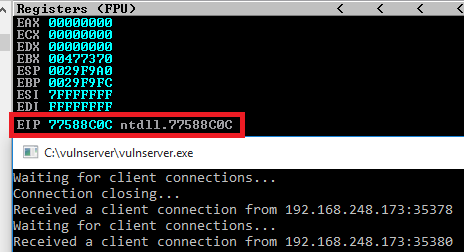 Registers (FPU) < < <
EAX 00000000
ECX 00000000
EDX 00000000
EBX 00477370
ESP 0029F9A0
EBP 0029F9FC
ESI 7FFFFFFF
EDI FFFFFFFF
EIP 77588C0C ntdll.77588C0C
C:\vulnserver\vulnserver.exe
Waiting for client connections...
Connection closing...
Received a client connection from 192.168.248.173:35378
Waiting for client connections...
Received a client connection from 192.168.248.173:35380